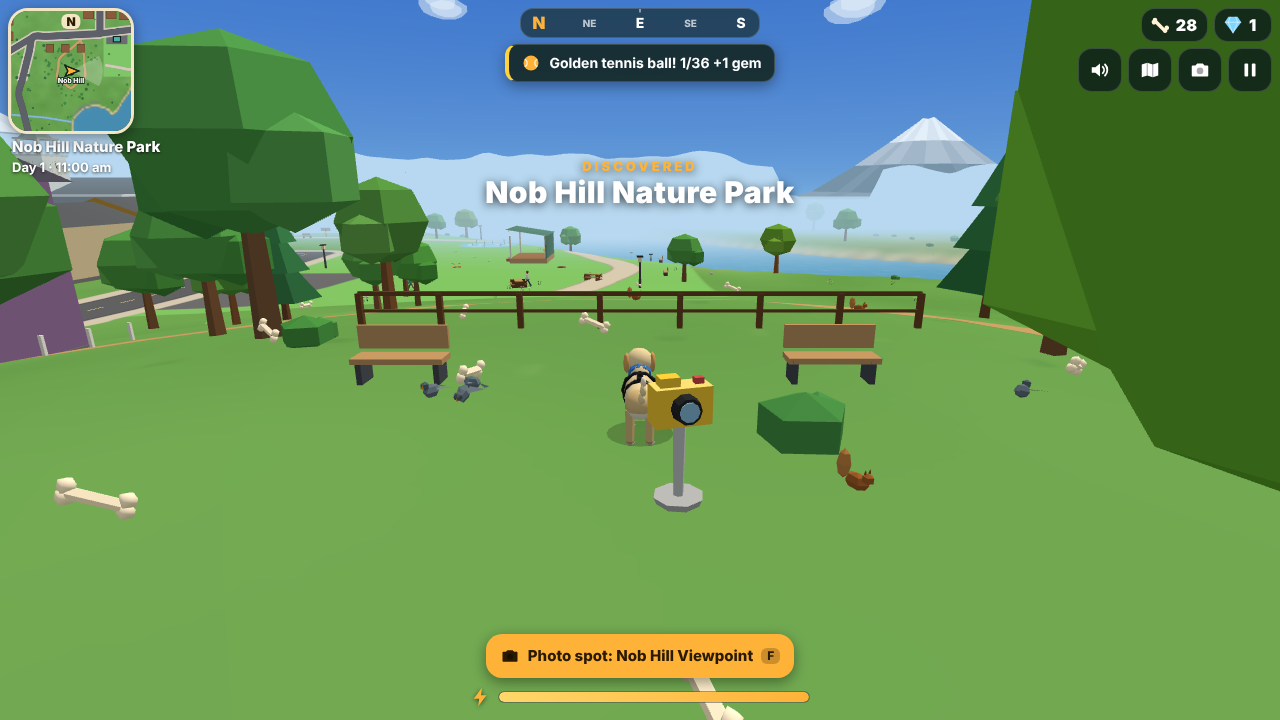 N
Nob Hill
Nob Hill Nature Park
Day 1 · 11:00 am
N NE E SE S
Golden tennis ball! 1/36 +1 gem
28
1
DISCOVERED
Nob Hill Nature Park
Photo spot: Nob Hill Viewpoint F